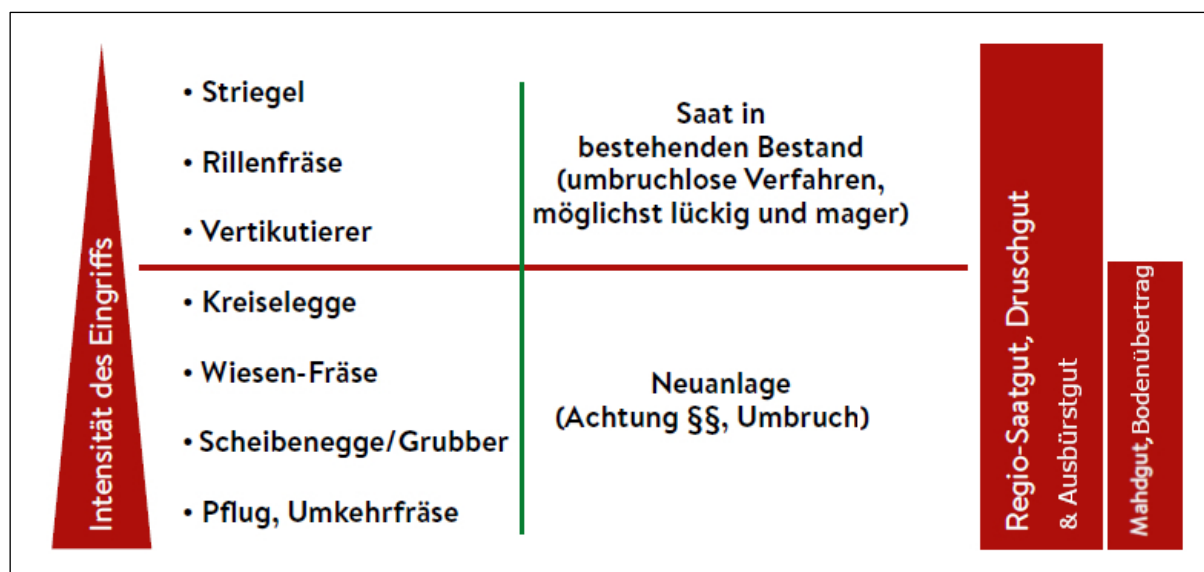 Intensität des Eingriffs
• Striegel
• Rillenfräse
• Vertikutierer
• Kreiselegge
• Wiesen-Fräse
• Scheibenegge/Grubber
• Pflug, Umkehrfräse
Saat in
bestehenden Bestand
(umbruchlose Verfahren,
möglichst lückig und mager)
Neuanlage
(Achtung §§, Umbruch)
Regio-Saatgut, Druschgut
& Ausbürstgut
Mahdgut, Bodenübertrag